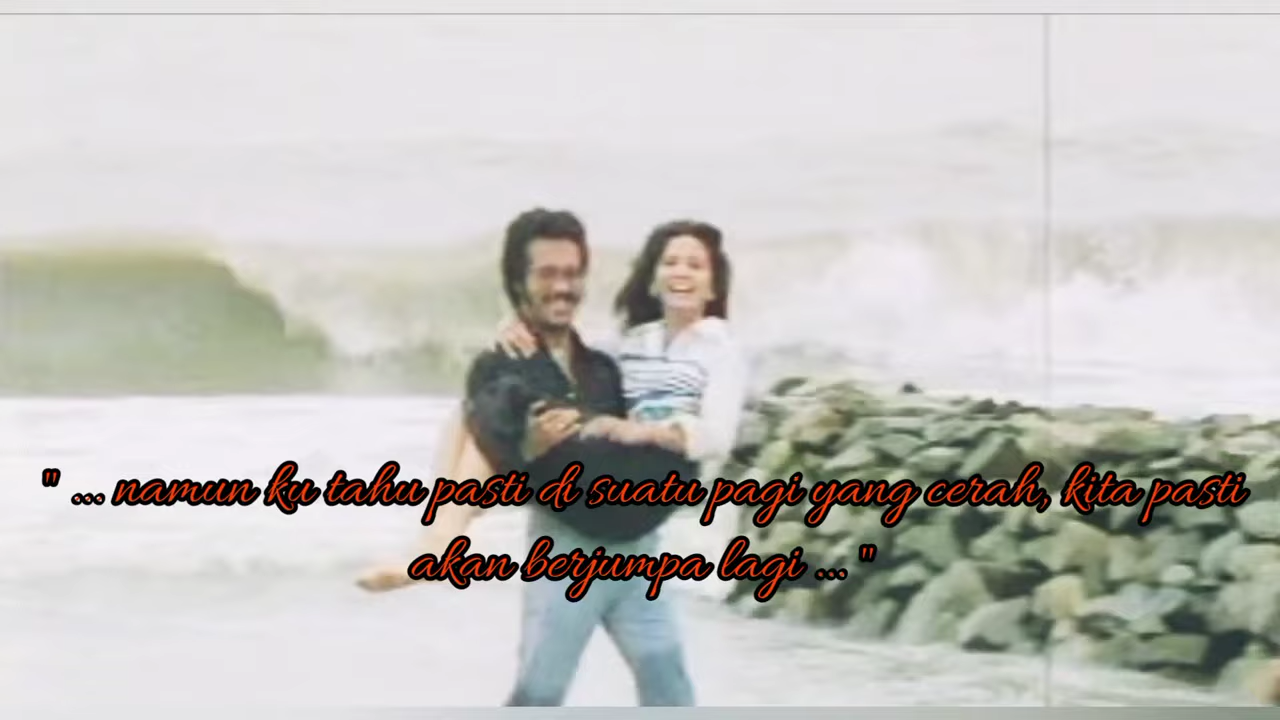 " ... namun ku tahu pasti di suatu pagi yang cerah, kita pasti
akan berjumpa lagi ... "